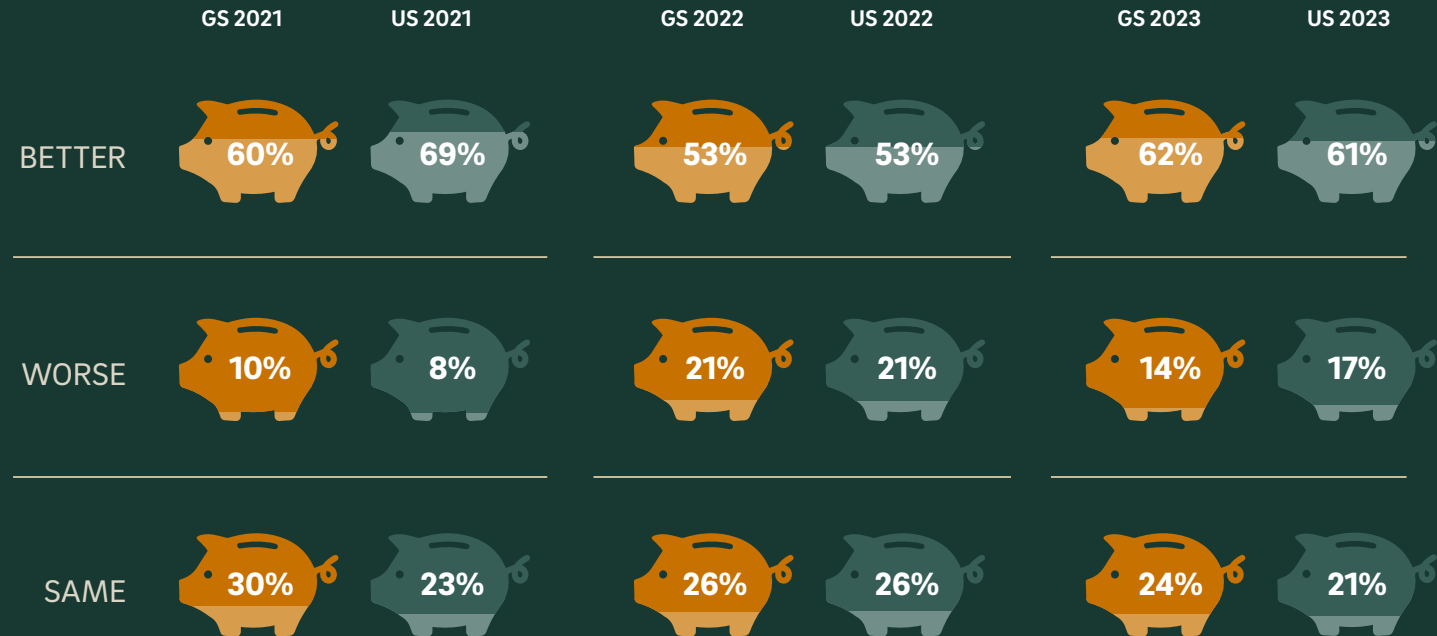 GS 2021 US 2021 GS 2022 US 2022 GS 2023 US 2023
BETTER 60% 69% 53% 53% 62% 61%
WORSE 10% 8% 21% 21% 14% 17%
SAME 30% 23% 26% 26% 24% 21%